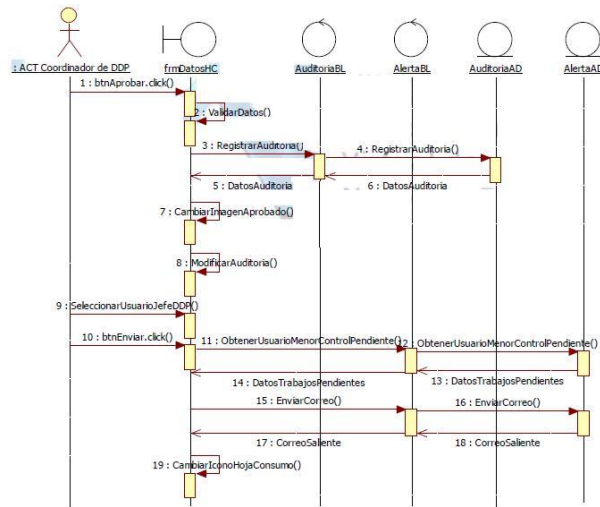 : ACT Coordinador de DDP
frmDatosHC
AuditoriaBL
AlertaBL
AuditoriaAD
AlertaAD
1 : btnAprobar.click()
2 : ValidarDatos()
3 : RegistrarAuditoria()
4 : RegistrarAuditoria()
5 : DatosAuditoria
6 : DatosAuditoria
7 : CambiarImagenAprobado()
8 : ModificarAuditoria()
9 : SeleccionarUsuarioJefeDDP()
10 : btnEnviar.click()
11 : ObtenerUsuarioMenorControlPendiente()
12 : ObtenerUsuarioMenorControlPendiente()
14 : DatosTrabajosPendientes
13 : DatosTrabajosPendientes
15 : EnviarCorreo()
16 : EnviarCorreo()
17 : CorreoSaliente
18 : CorreoSaliente
19 : CambiarIconoHojaConsumo()